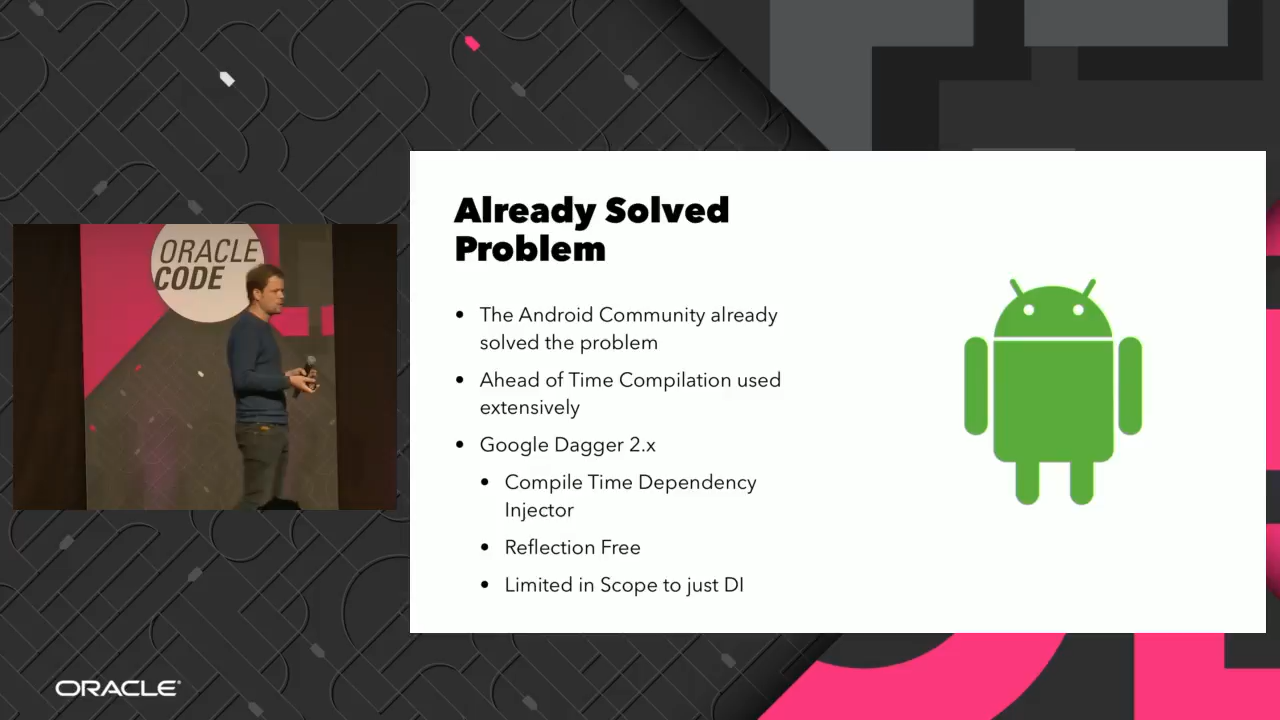 ORACLE
CODE
Already Solved
Problem
• The Android Community already
solved the problem
• Ahead of Time Compilation used
extensively
• Google Dagger 2.x
• Compile Time Dependency
Injector
• Reflection Free
• Limited in Scope to just DI
ORACLE®